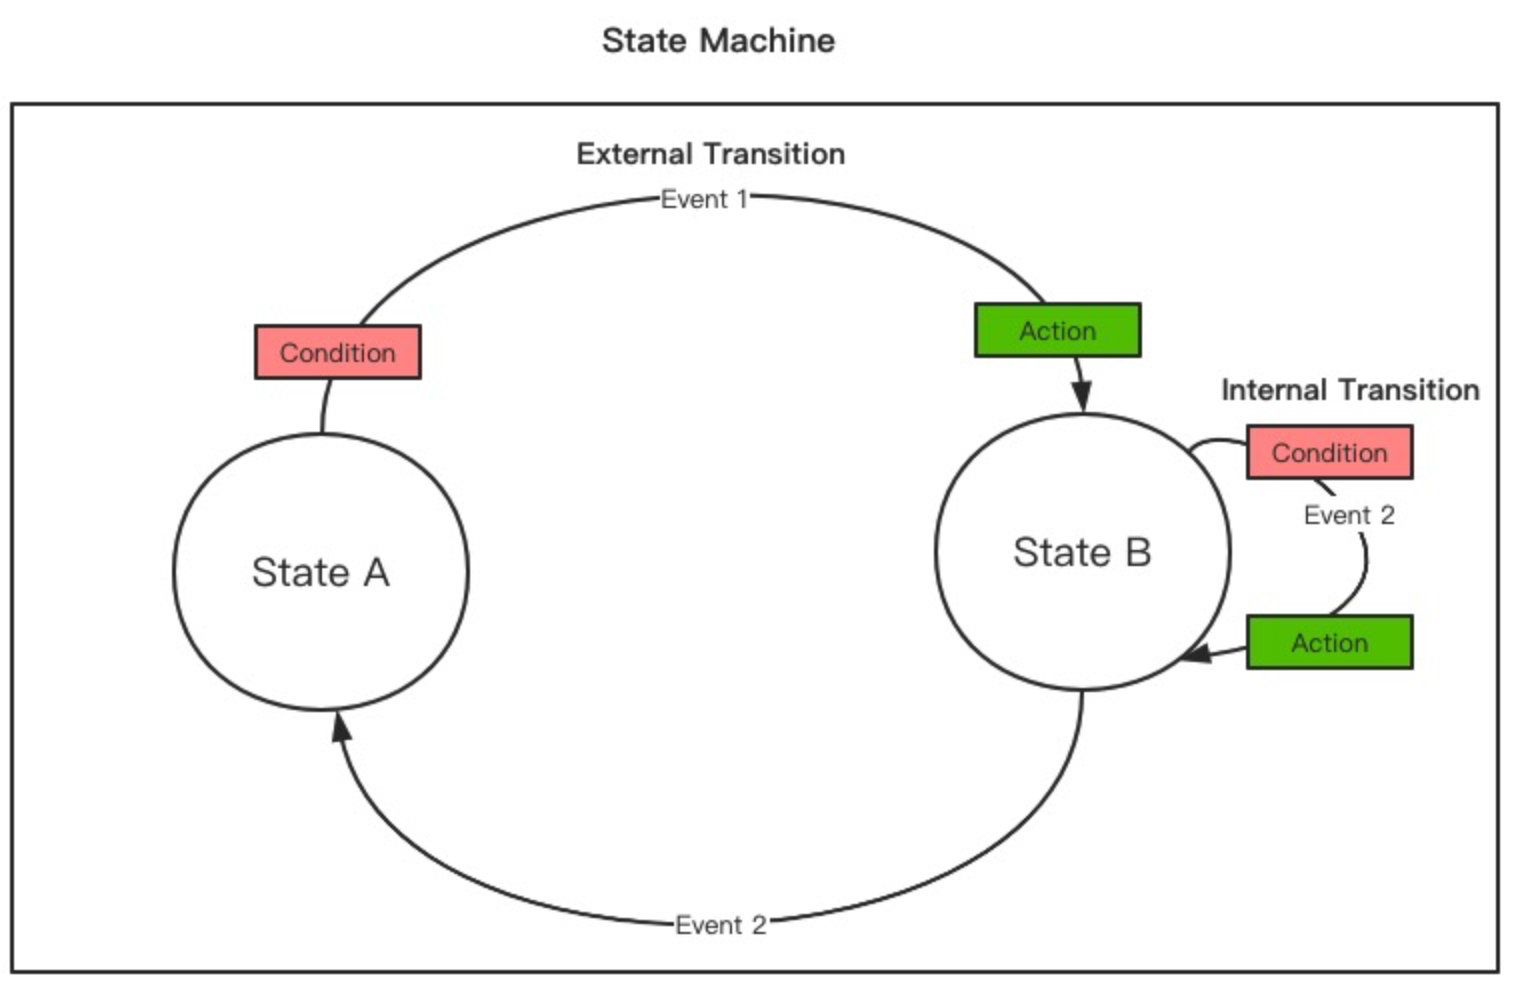 State Machine
External Transition
Event 1
Action
Condition
Internal Transition
Condition
Event 2
State B
State A
Action
Event 2